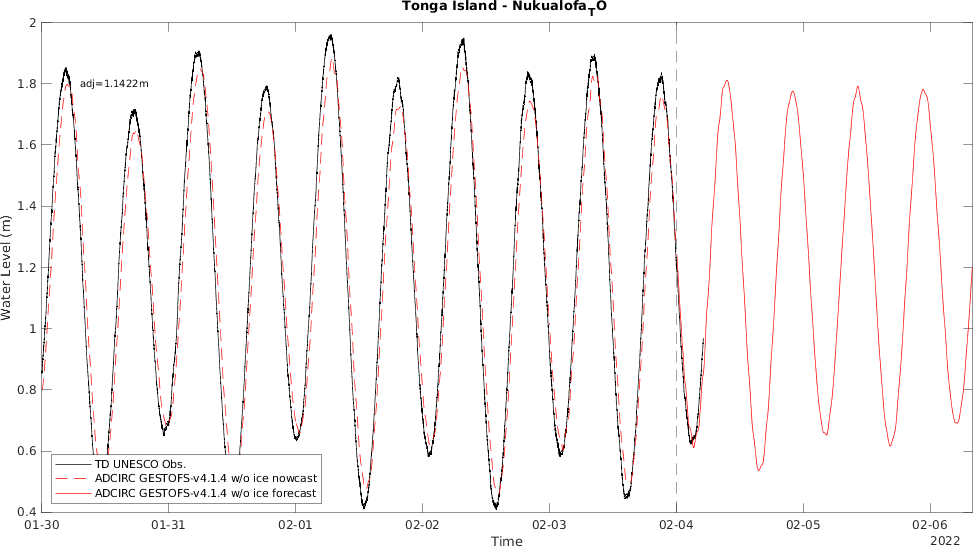 Tonga Island - Nukualofa_TO
adj=1.1422m
Water Level (m)
2
1.8
1.6
1.4
1.2
1
0.8
0.6
0.4
TD UNESCO Obs.
ADCIRC GESTOFS-v4.1.4 w/o ice nowcast
ADCIRC GESTOFS-v4.1.4 w/o ice forecast
01-30 01-31 02-01 02-02 02-03 02-04 02-05 02-06
Time
2022